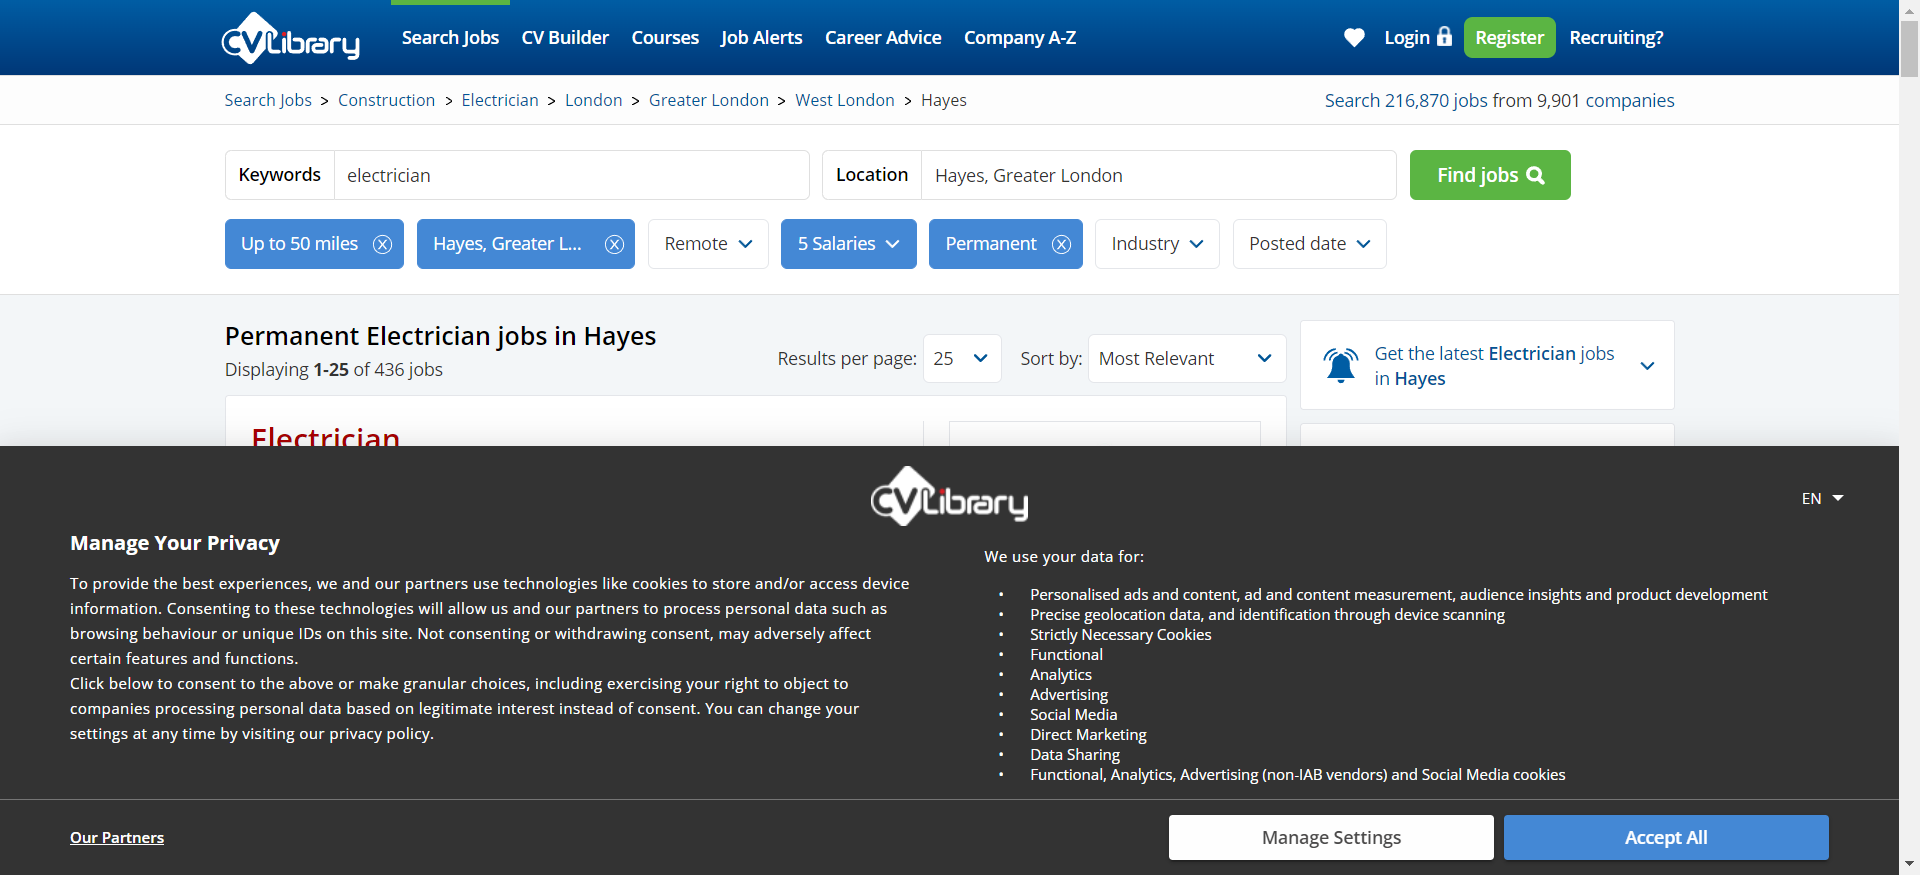 CVLibrary
Search Jobs
CV Builder
Courses
Job Alerts
Career Advice
Company A-Z
Login
Register
Recruiting?
Search Jobs > Construction > Electrician > London > Greater London > West London > Hayes
Search 216,870 jobs from 9,901 companies
Keywords
electrician
Location
Hayes, Greater London
Find jobs
Up to 50 miles
Hayes, Greater L...
Remote
5 Salaries
Permanent
Industry
Posted date
Permanent Electrician jobs in Hayes
Displaying 1-25 of 436 jobs
Results per page: 25
Sort by: Most Relevant
Get the latest Electrician jobs
in Hayes
Electrician
CVLibrary
EN
Manage Your Privacy
To provide the best experiences, we and our partners use technologies like cookies to store and/or access device
information. Consenting to these technologies will allow us and our partners to process personal data such as
browsing behaviour or unique IDs on this site. Not consenting or withdrawing consent, may adversely affect
certain features and functions.
Click below to consent to the above or make granular choices, including exercising your right to object to
companies processing personal data based on legitimate interest instead of consent. You can change your
settings at any time by visiting our privacy policy.
We use your data for:
• Personalised ads and content, ad and content measurement, audience insights and product development
• Precise geolocation data, and identification through device scanning
• Strictly Necessary Cookies
• Functional
• Analytics
• Advertising
• Social Media
• Direct Marketing
• Data Sharing
• Functional, Analytics, Advertising (non-IAB vendors) and Social Media cookies
Our Partners
Manage Settings
Accept All